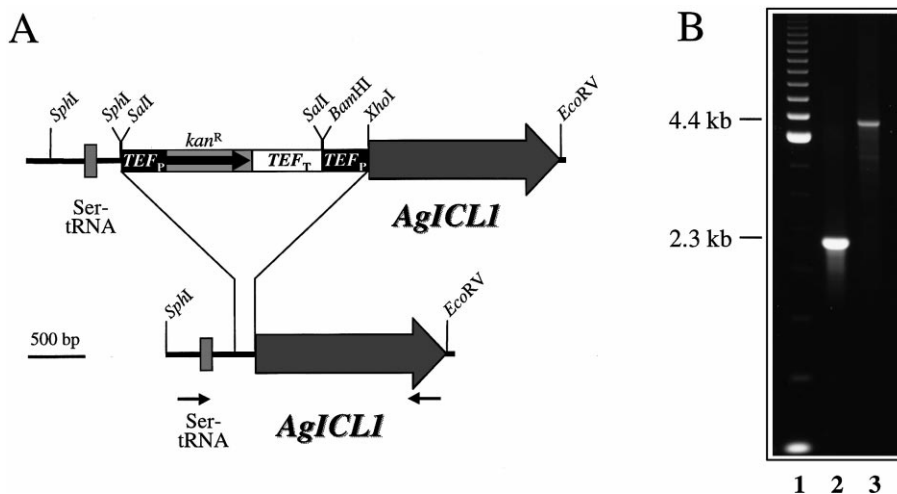 A
B
SphI
SphI
SalI
SalI
BamHI
XhoI
EcoRV
kanR
TEFP
TEFT
TEFP
Ser-
tRNA
AgICL1
SphI
EcoRV
500 bp
Ser-
tRNA
AgICL1
4.4 kb
2.3 kb
1 2 3